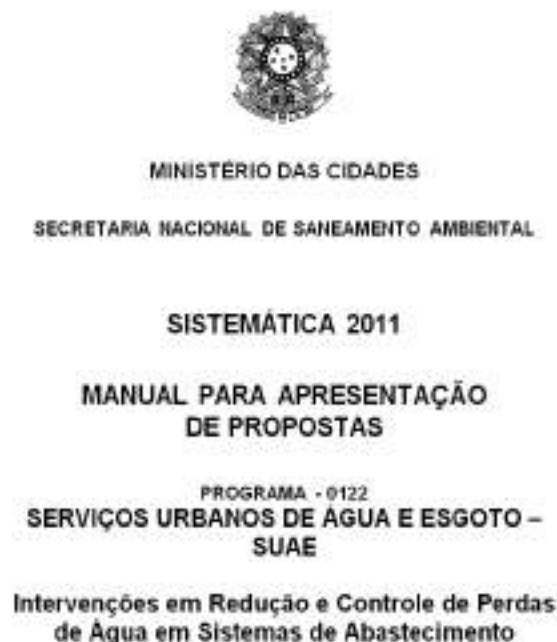 MINISTÉRIO DAS CIDADES
SECRETARIA NACIONAL DE SANEAMENTO AMBIENTAL
SISTEMÁTICA 2011
MANUAL PARA APRESENTAÇÃO
DE PROPOSTAS
PROGRAMA - 0122
SERVIÇOS URBANOS DE ÁGUA E ESGOTO –
SUAE
Intervenções em Redução e Controle de Perdas
de Água em Sistemas de Abastecimento